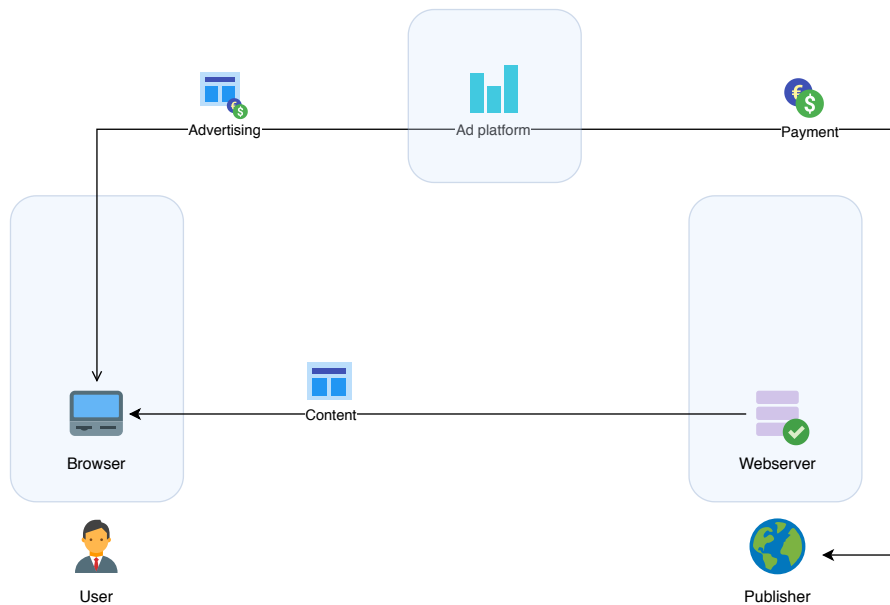 Advertising
Ad platform
Payment
Content
Browser
Webserver
User
Publisher